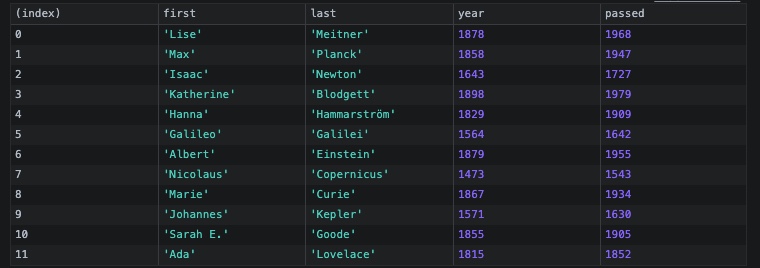 (index) first last year passed
0 'Lise' 'Meitner' 1878 1968
1 'Max' 'Planck' 1858 1947
2 'Isaac' 'Newton' 1643 1727
3 'Katherine' 'Blodgett' 1898 1979
4 'Hanna' 'Hammarström' 1829 1909
5 'Galileo' 'Galilei' 1564 1642
6 'Albert' 'Einstein' 1879 1955
7 'Nicolaus' 'Copernicus' 1473 1543
8 'Marie' 'Curie' 1867 1934
9 'Johannes' 'Kepler' 1571 1630
10 'Sarah E.' 'Goode' 1855 1905
11 'Ada' 'Lovelace' 1815 1852